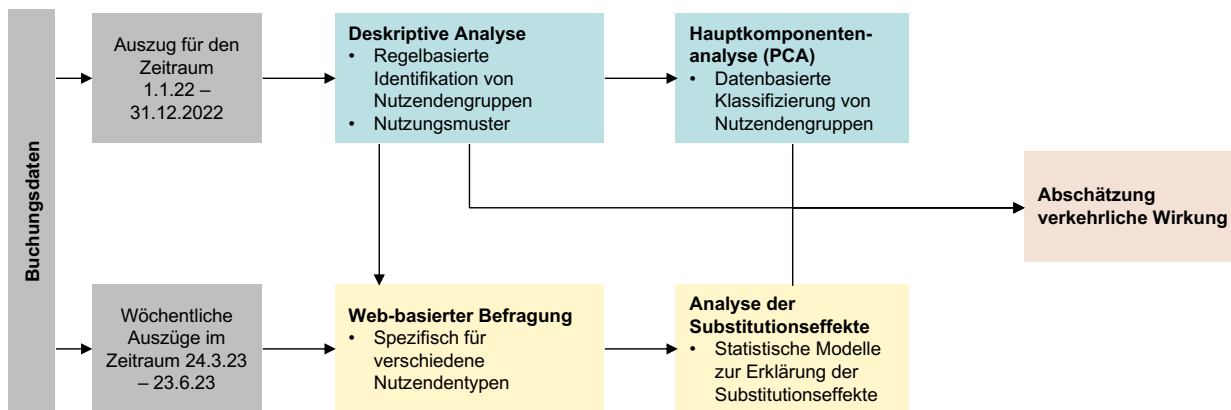 Buchungsdaten
Auszug für den
Zeitraum
1.1.22 –
31.12.2022
Deskriptive Analyse
• Regelbasierte
Identifikation von
Nutzendengruppen
• Nutzungsmuster
Hauptkomponenten-
analyse (PCA)
• Datenbasierte
Klassifizierung von
Nutzendengruppen
Abschätzung
verkehrliche Wirkung
Wöchentliche
Auszüge im
Zeitraum 24.3.23
– 23.6.23
Web-basierter Befragung
• Spezifisch für
verschiedene
Nutzendentypen
Analyse der
Substitutionseffekte
• Statistische Modelle
zur Erklärung der
Substitutionseffekte